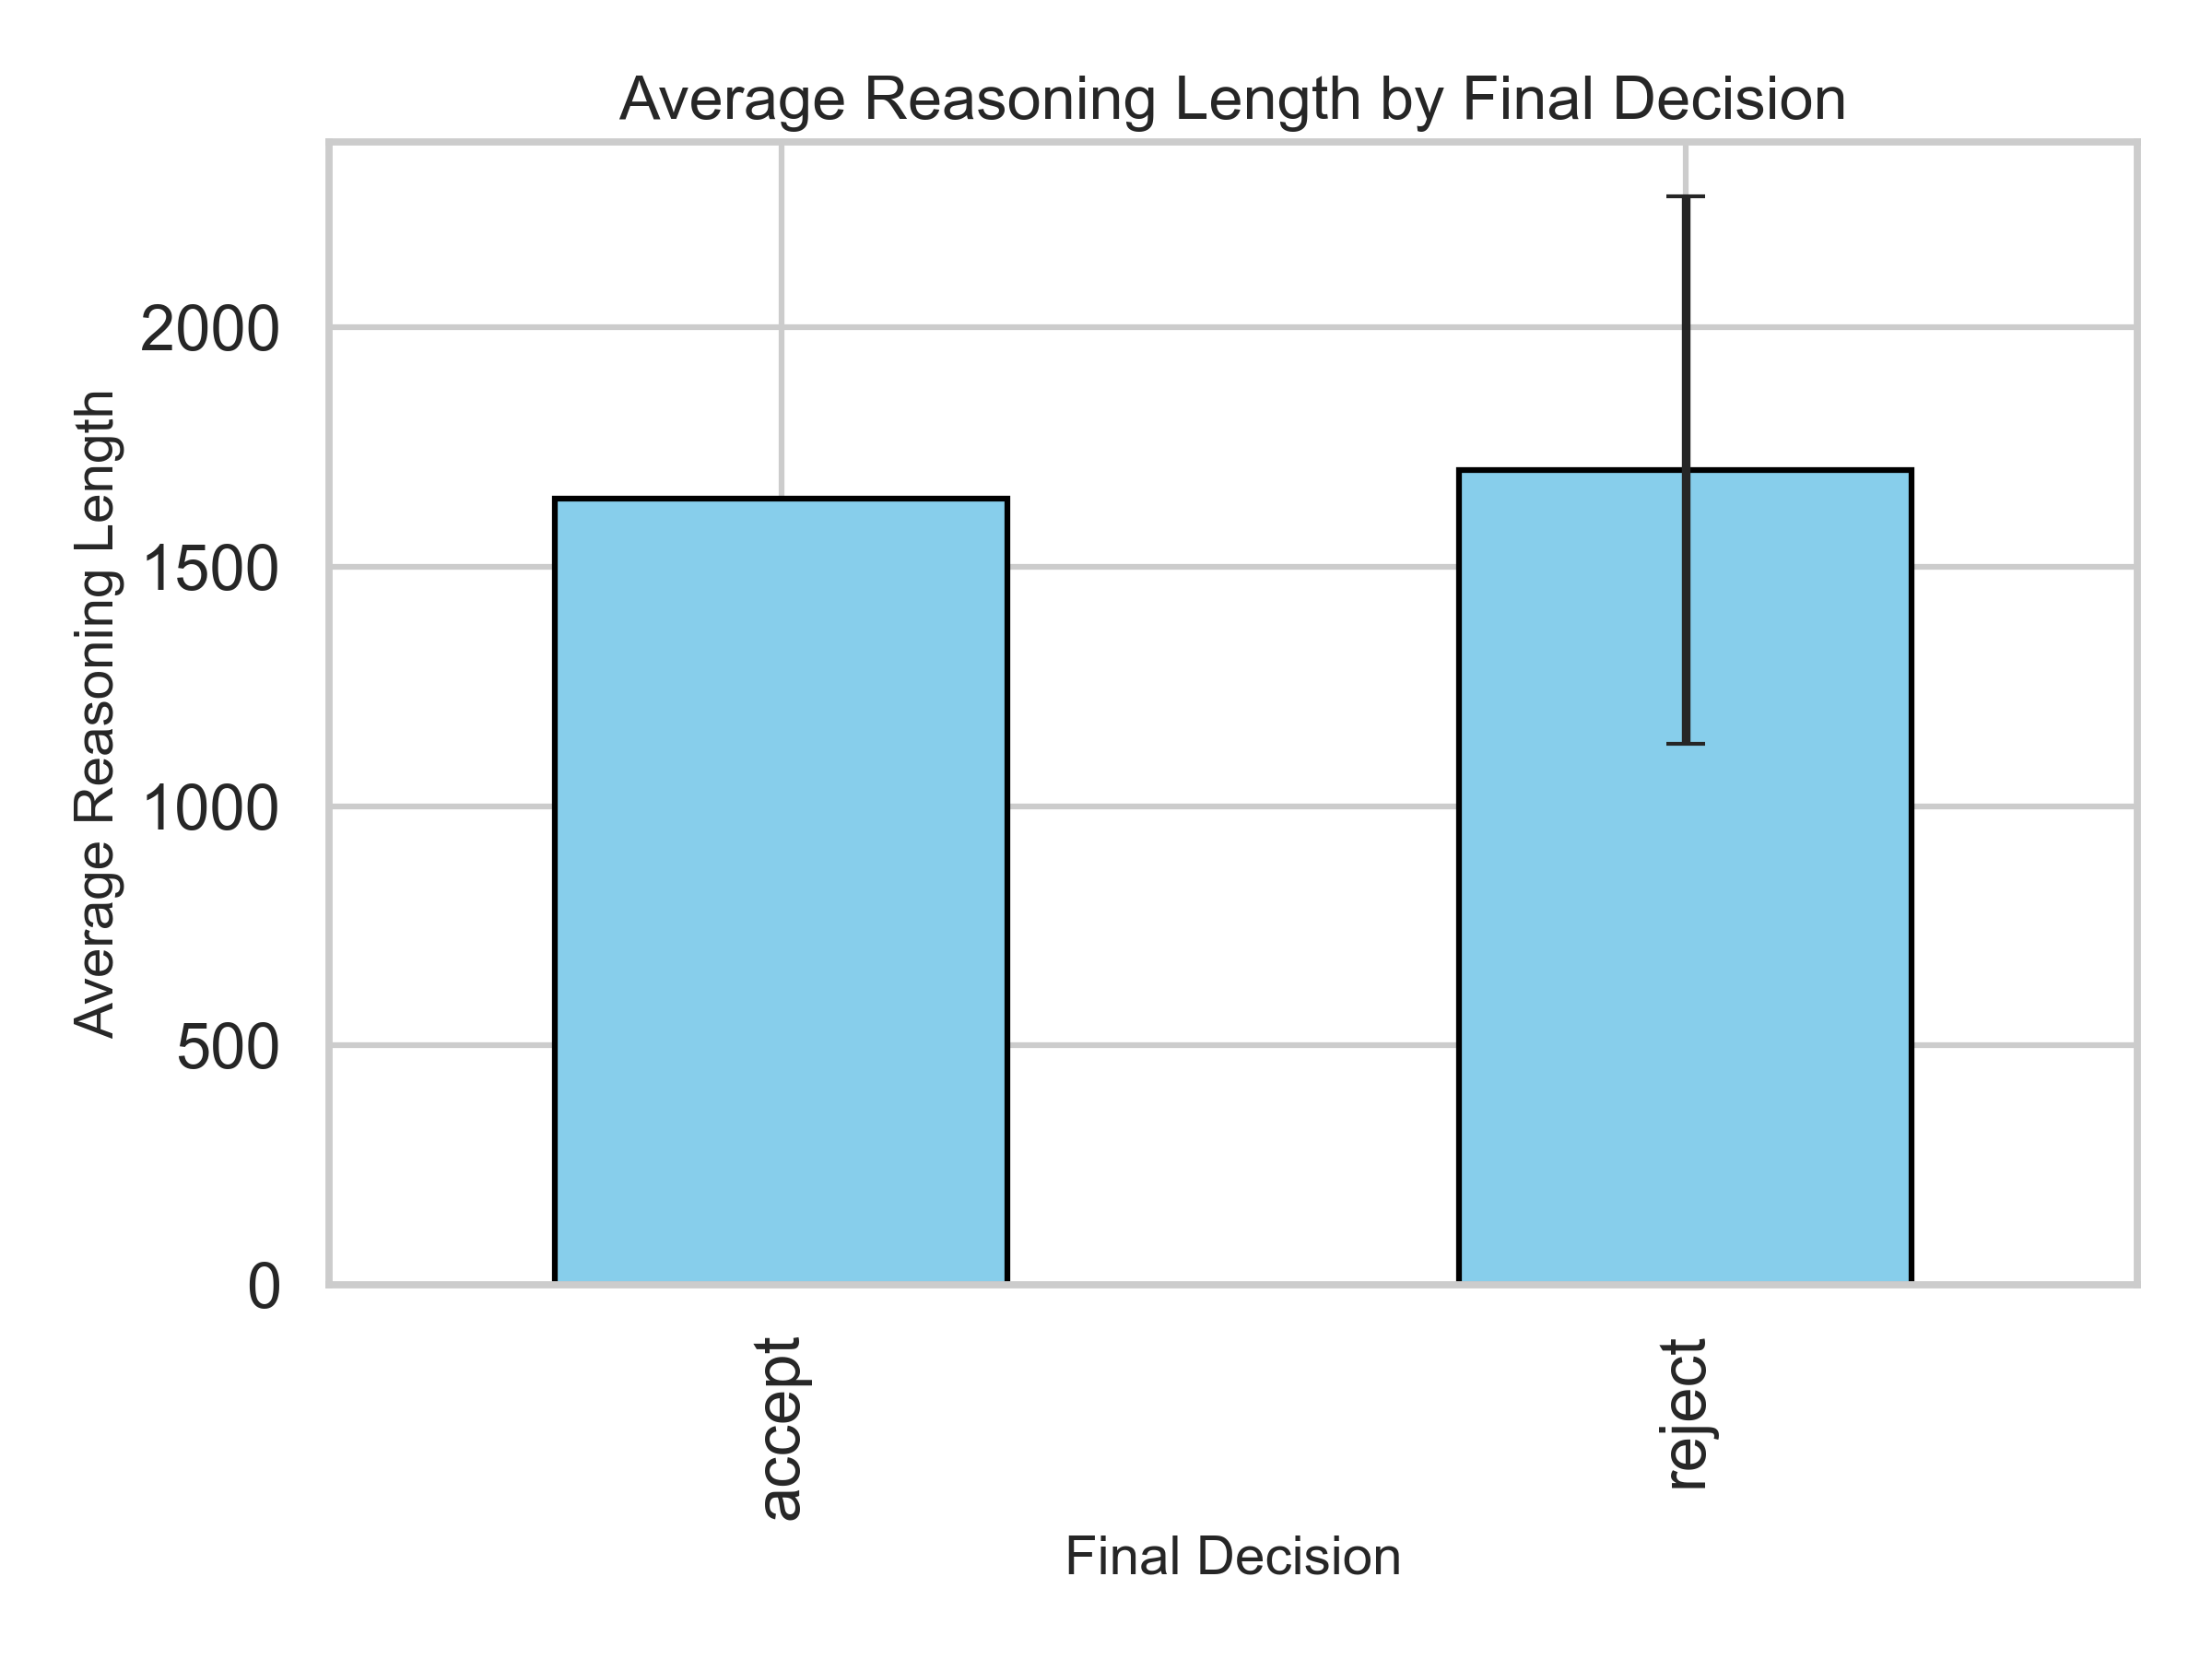 Average Reasoning Length by Final Decision
Average Reasoning Length
2000
1500
1000
500
0
accept
reject
Final Decision